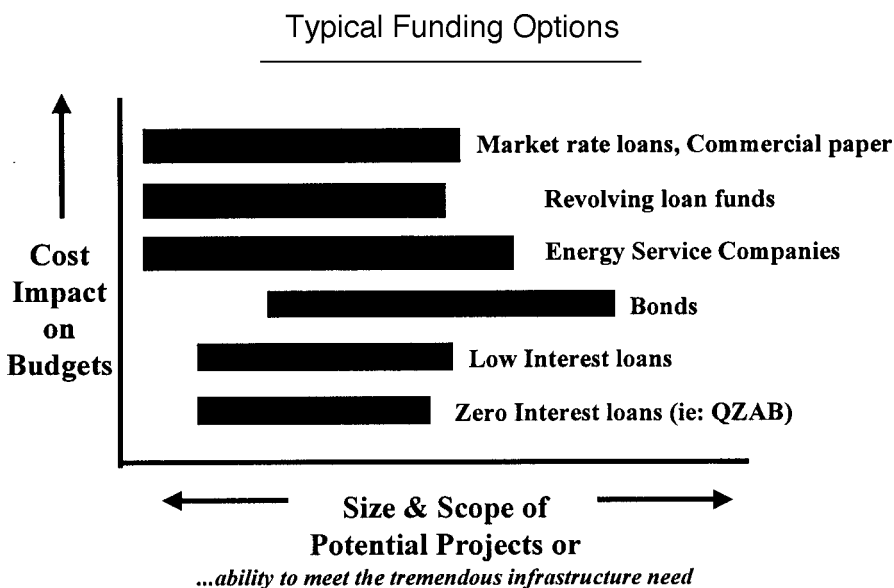 Typical Funding Options
Market rate loans, Commercial paper
Revolving loan funds
Energy Service Companies
Bonds
Low Interest loans
Zero Interest loans (ie: QZAB)
Cost
Impact
on
Budgets
Size & Scope of
Potential Projects or
...ability to meet the tremendous infrastructure need